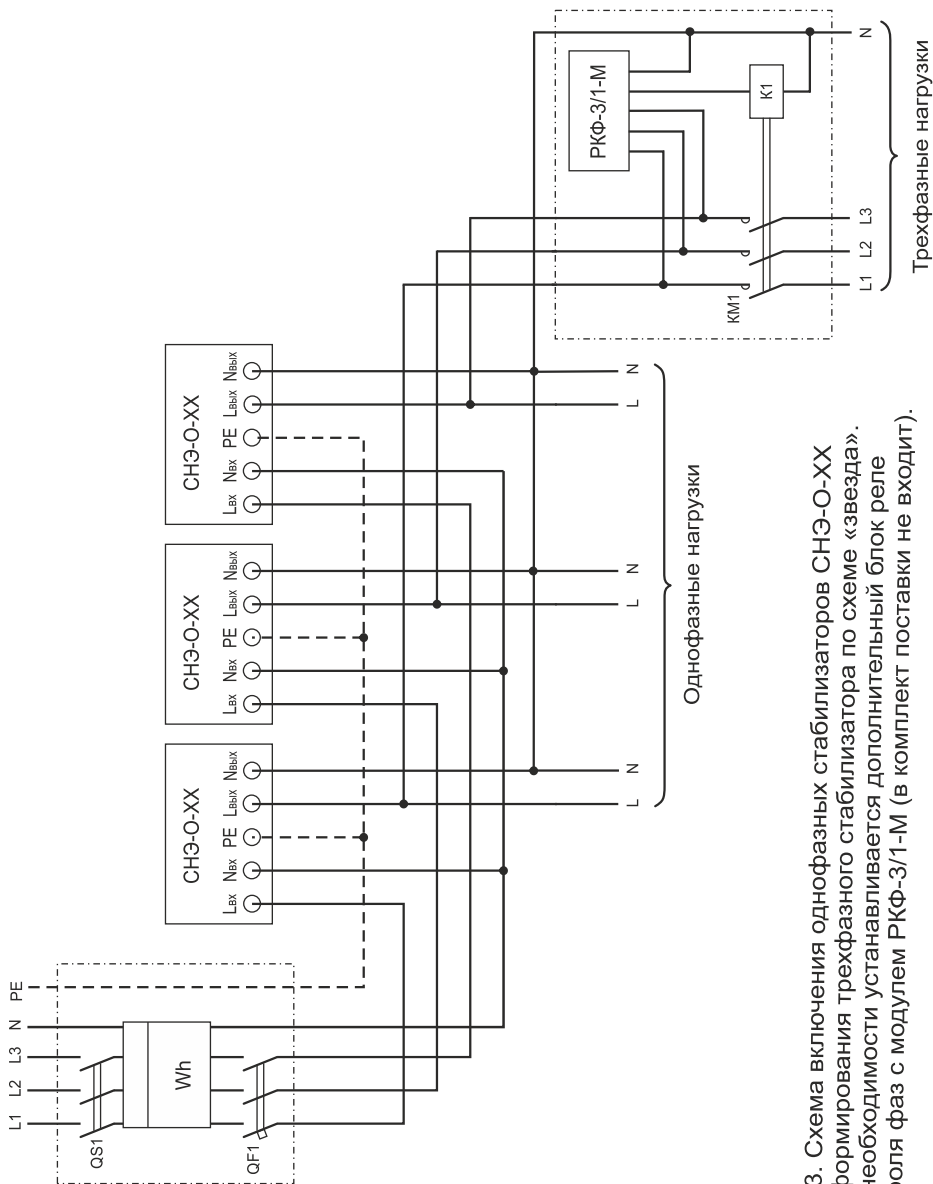 L1
L2
L3
N
PE
QS1
Wh
QF1
СНЭ-О-ХХ
Lвх
Nвх
PE
Lвых
Nвых
СНЭ-О-ХХ
Lвх
Nвх
PE
Lвых
Nвых
СНЭ-О-ХХ
Lвх
Nвх
PE
Lвых
Nвых
L
N
L
N
L
N
Однофазные нагрузки
РКФ-3/1-М
К1
КМ1
L1
L2
L3
N
Трехфазные нагрузки
3. Схема включения однофазных стабилизаторов СНЭ-О-ХХ
формирования трехфазного стабилизатора по схеме «звезда».
необходимости устанавливается дополнительный блок реле
роля фаз с модулем РКФ-3/1-М (в комплект поставки не входит).